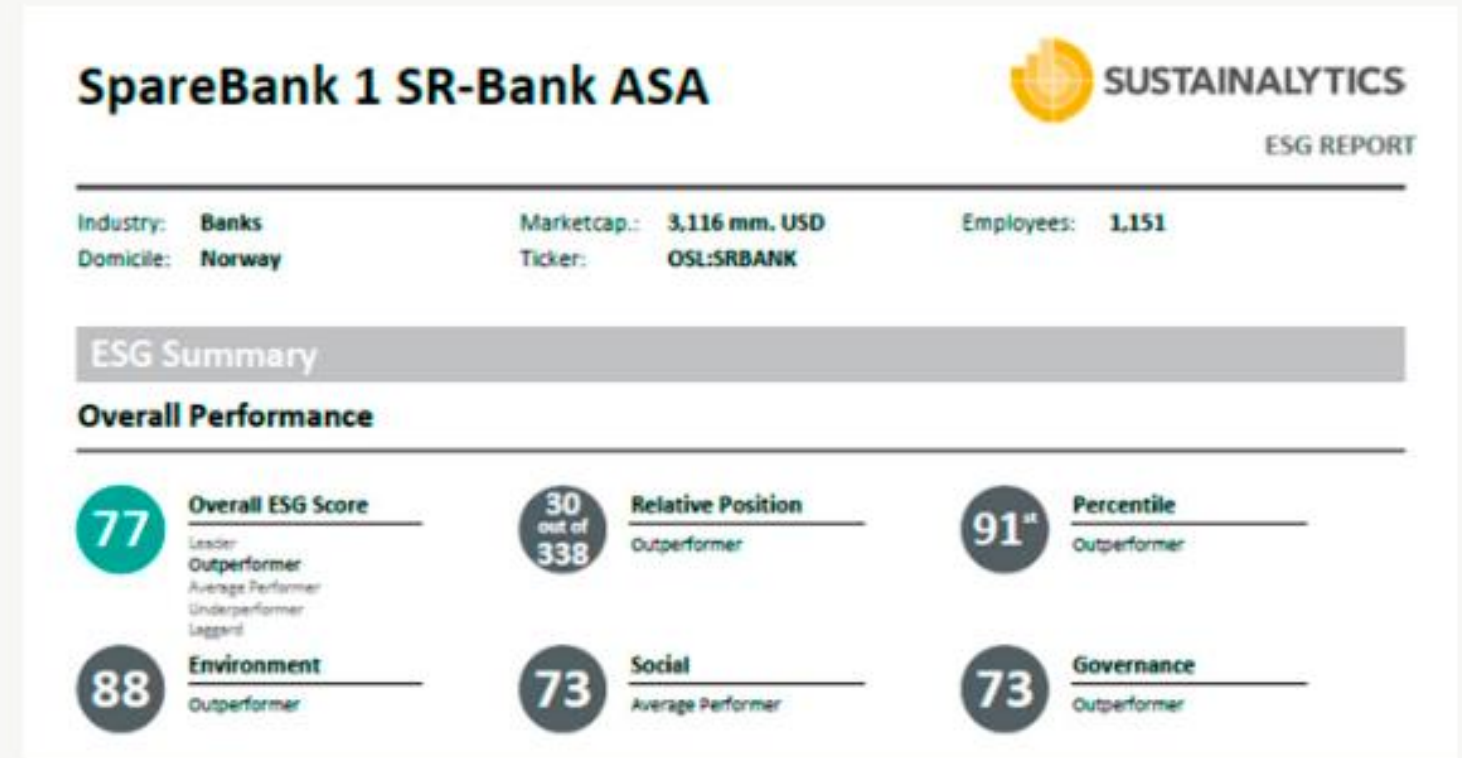 SpareBank 1 SR-Bank ASA
SUSTAINALYTICS
ESG REPORT
Industry: Banks Marketcap.: 3,116 mm. USD Employees: 1,151
Domicile: Norway Ticker: OSL:SRBANK
ESG Summary
Overall Performance
77 Overall ESG Score
Leader
Outperformer
Average Performer
Underperformer
Laggard
30 out of 338 Relative Position
Outperformer
91st Percentile
Outperformer
88 Environment
Outperformer
73 Social
Average Performer
73 Governance
Outperformer